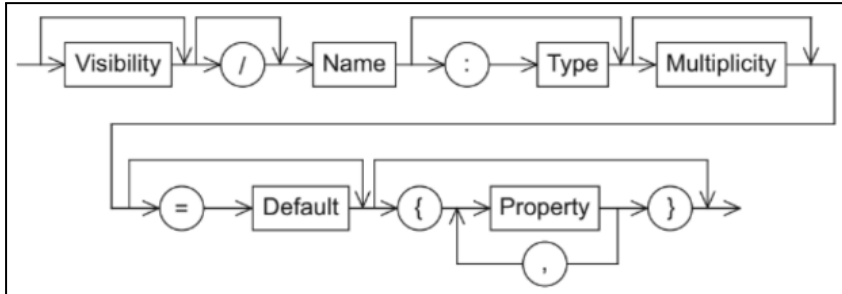 Visibility / Name : Type Multiplicity
= Default { Property }
,